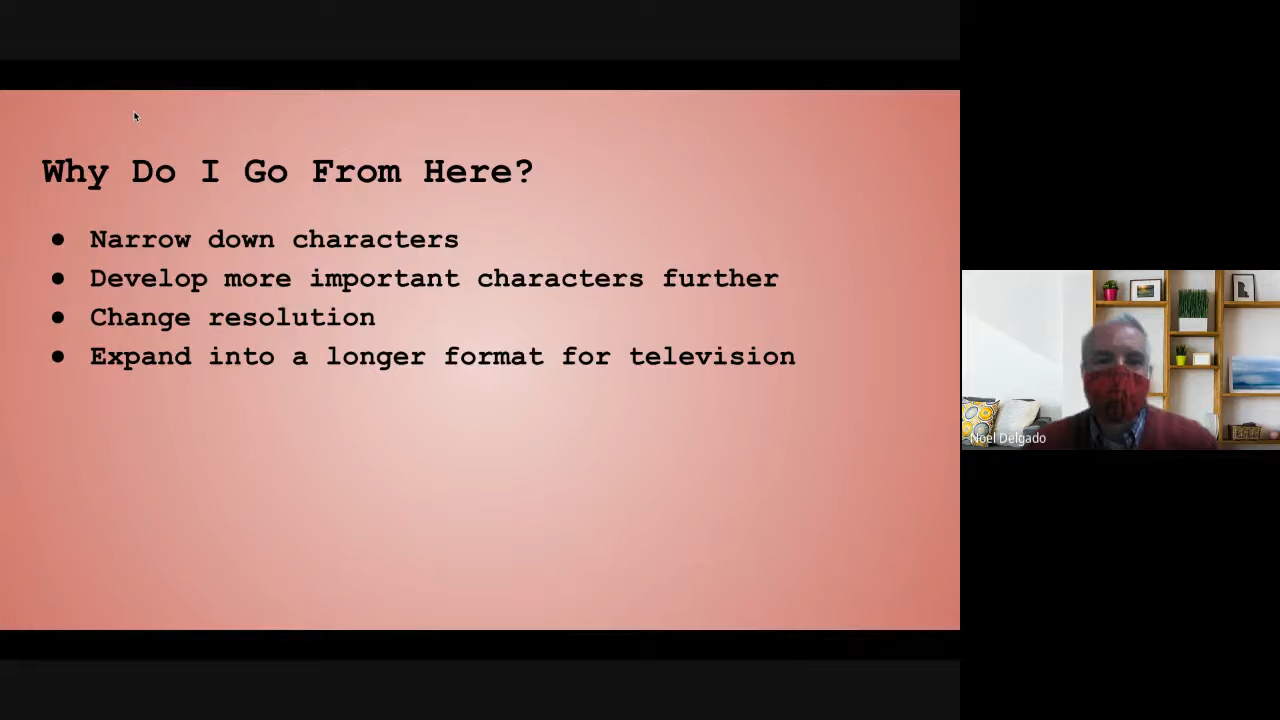 Why Do I Go From Here?
● Narrow down characters
● Develop more important characters further
● Change resolution
● Expand into a longer format for television
Noel Delgado